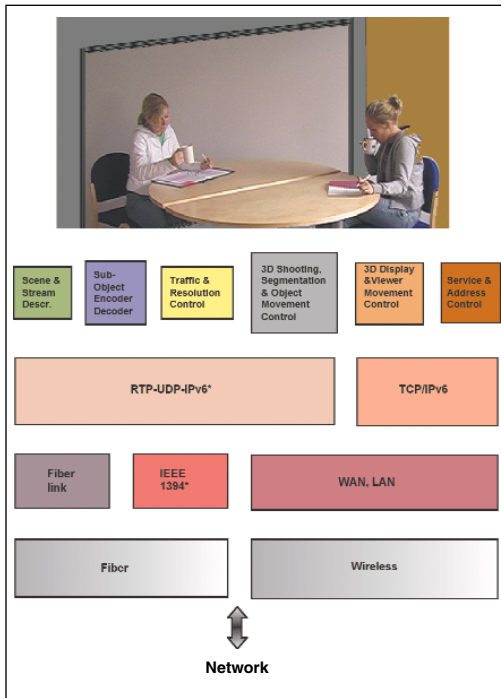 Scene &
Stream
Descr.
Sub-
Object
Encoder
Decoder
Traffic &
Resolution
Control
3D Shooting,
Segmentation
& Object
Movement
Control
3D Display
&Viewer
Movement
Control
Service &
Address
Control
RTP-UDP-IPv6*
TCP/IPv6
Fiber
link
IEEE
1394*
WAN, LAN
Fiber
Wireless
Network